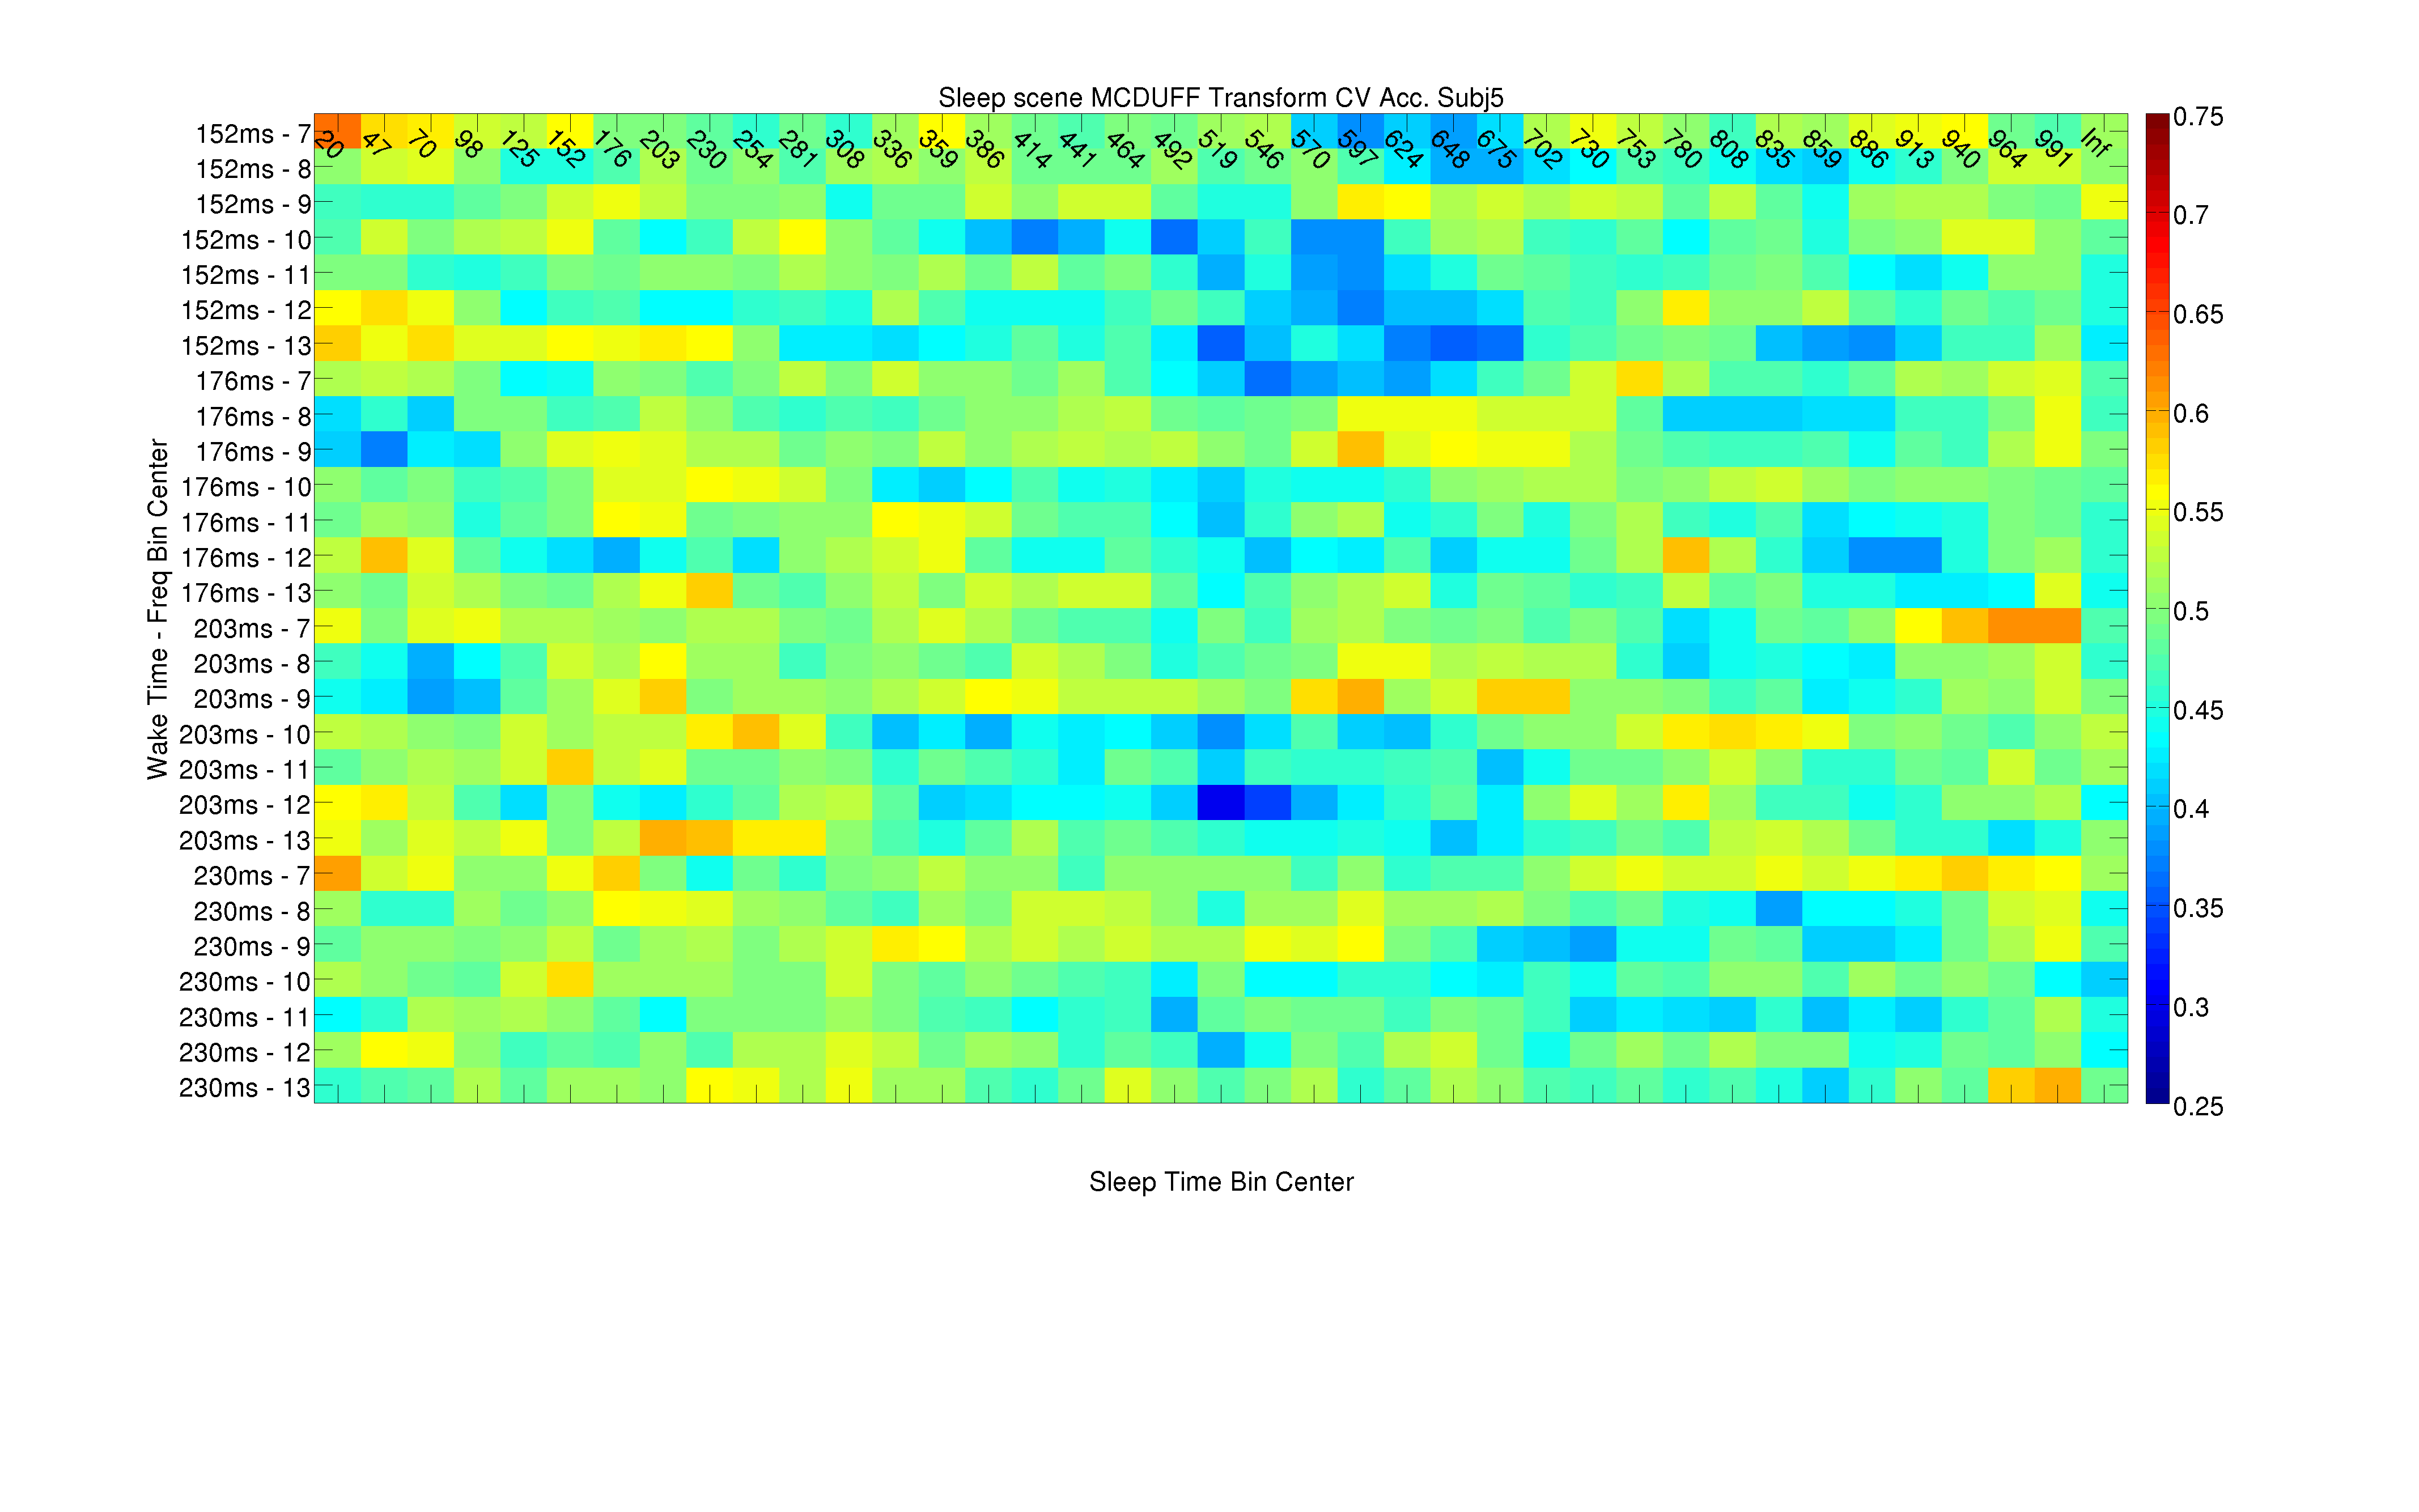 Sleep scene MCDUFF Transform CV Acc. Subj5
20 47 70 98 125 152 176 203 230 254 281 308 336 359 386 414 441 464 492 519 546 570 597 624 648 675 702 730 753 780 808 835 859 886 913 940 964 991 Inf
152ms - 7
152ms - 8
152ms - 9
152ms - 10
152ms - 11
152ms - 12
152ms - 13
176ms - 7
176ms - 8
176ms - 9
176ms - 10
176ms - 11
176ms - 12
176ms - 13
203ms - 7
203ms - 8
203ms - 9
203ms - 10
203ms - 11
203ms - 12
203ms - 13
230ms - 7
230ms - 8
230ms - 9
230ms - 10
230ms - 11
230ms - 12
230ms - 13
Wake Time - Freq Bin Center
Sleep Time Bin Center
0.75
0.7
0.65
0.6
0.55
0.5
0.45
0.4
0.35
0.3
0.25